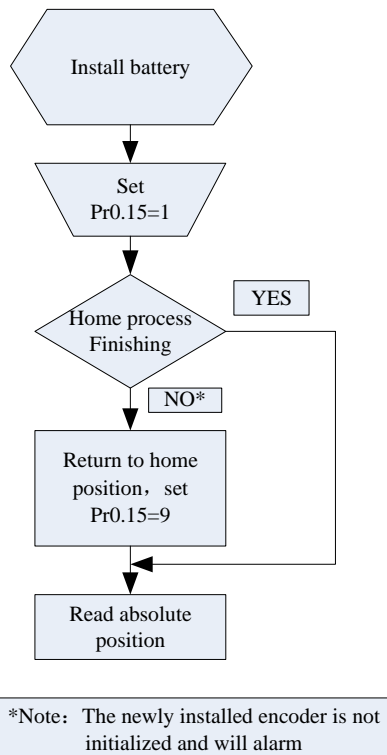 Install battery
Set
Pr0.15=1
Home process
Finishing
YES
NO*
Return to home
position，set
Pr0.15=9
Read absolute
position
*Note：The newly installed encoder is not
initialized and will alarm